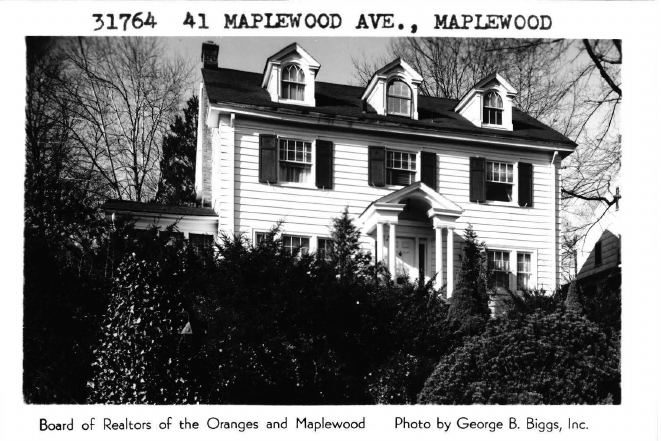 31764 41 MAPLEWOOD AVE., MAPLEWOOD
Board of Realtors of the Oranges and Maplewood Photo by George B. Biggs, Inc.